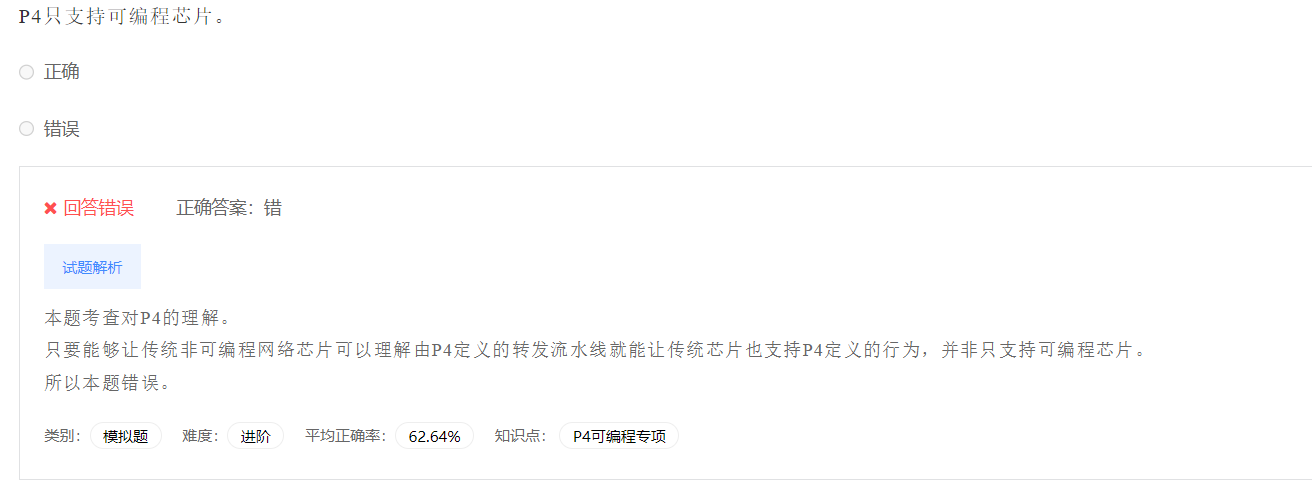 P4只支持可编程芯片。
正确
错误
✖ 回答错误 正确答案：错
试题解析
本题考查对P4的理解。
只要能够让传统非可编程网络芯片可以理解由P4定义的转发流水线就能让传统芯片也支持P4定义的行为，并非只支持可编程芯片。
所以本题错误。
类别： 模拟题 难度： 进阶 平均正确率： 62.64% 知识点： P4可编程专项